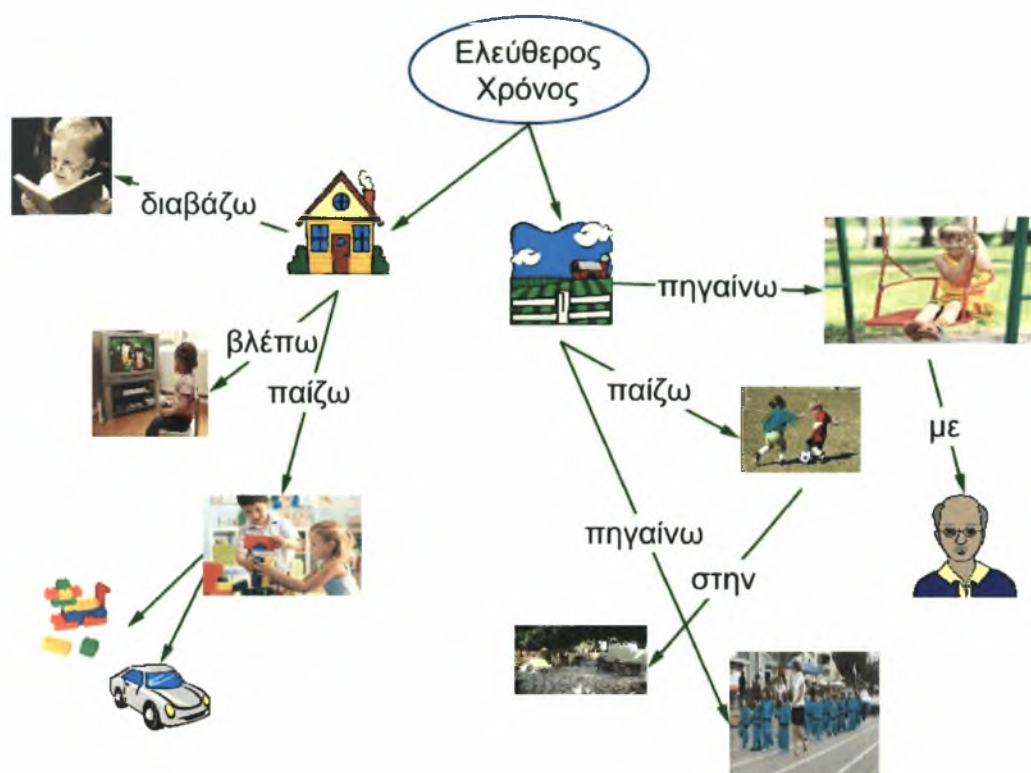 Ελεύθερος
Χρόνος
διαβάζω
πηγαίνω
βλέπω
παίζω
παίζω
με
πηγαίνω
στην